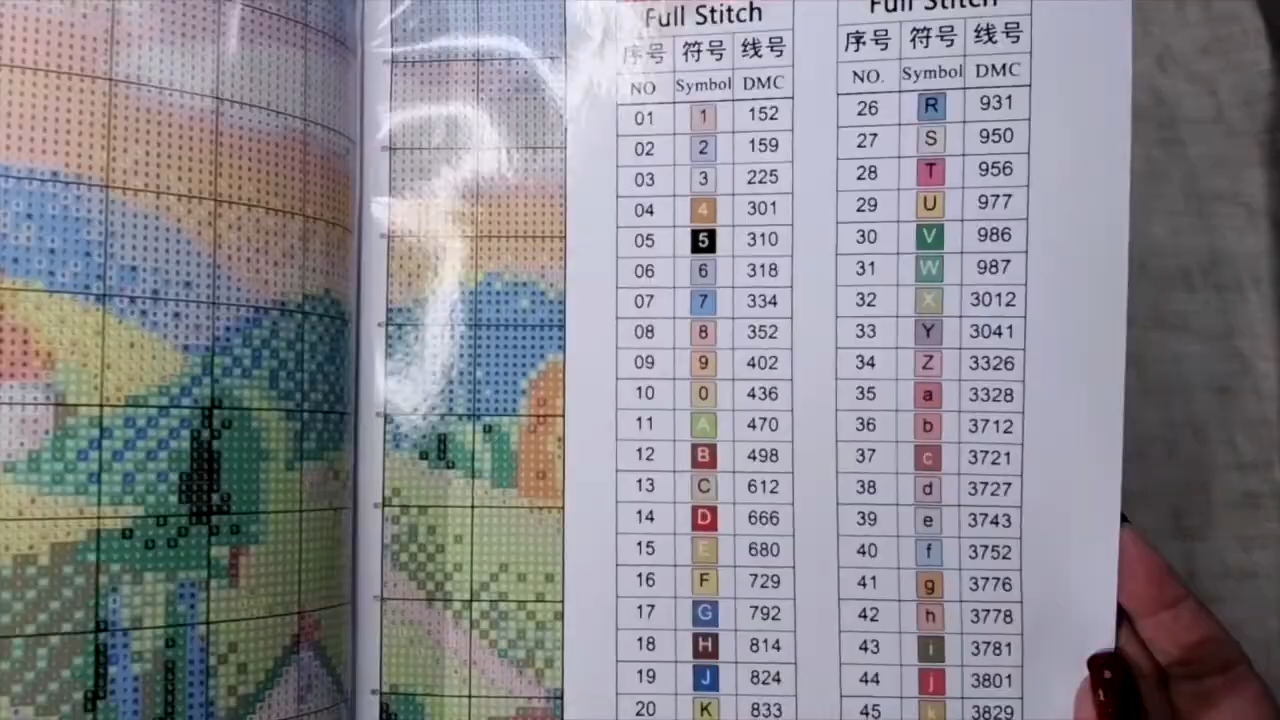 Full Stitch
序号 符号 线号
NO Symbol DMC
01 1 152
02 2 159
03 3 225
04 4 301
05 5 310
06 6 318
07 7 334
08 8 352
09 9 402
10 0 436
11 A 470
12 B 498
13 C 612
14 D 666
15 E 680
16 F 729
17 G 792
18 H 814
19 J 824
20 K 833
Full Stitch
序号 符号 线号
NO. Symbol DMC
26 R 931
27 S 950
28 T 956
29 U 977
30 V 986
31 W 987
32 X 3012
33 Y 3041
34 Z 3326
35 a 3328
36 b 3712
37 c 3721
38 d 3727
39 e 3743
40 f 3752
41 g 3776
42 h 3778
43 i 3781
44 j 3801
45 k 3829